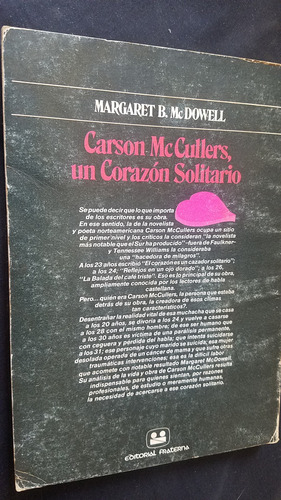 MARGARET B. McDOWELL
Carson McCullers,
un Corazón Solitario
Se puede decir que lo que importa
de los escritores es su obra.
En ese sentido, la de la novelista
y poeta norteamericana Carson McCullers ocupa un sitio
de primer nivel y los críticos la consideran "la novelista
más notable que el Sur ha producido" -fuera de Faulkner-
y Tennessee Williams la consideraba
una "hacedora de milagros".
A los 23 años escribió "El corazón es un cazador solitario";
a los 24; "Reflejos en un ojo dorado"; a los 26,
"La Balada del café triste". Eso es lo principal de su obra,
ampliamente conocida por los lectores de habla
castellana.
Pero... quién era Carson McCullers, la persona que estaba
detrás de su obra, la creadora de esos climas
tan característicos?.
Desentrañar la realidad vital de esa muchacha que se casa
a los 20 años, se divorcia a los 24 y vuelve a casarse
a los 28 con el mismo hombre; de ese ser humano que
a los 30 años es víctima de una parálisis permanente,
con ceguera y pérdida del habla; que intenta suicidarse
a los 31; ese personaje cuyo marido se suicida; esa mujer
desolada operada de un cáncer de mama y que sufre otras
traumáticas intervenciones; esa es la difícil labor
que acomete con notable resultado Margaret McDowell.
Su análisis de la vida y obra de Carson McCullers resulta
indispensable para quienes sientan, por razones
profesionales, de estudio o meramente humanas,
la necesidad de acercarse a ese corazón solitario.
EDITORIAL FRATERNA